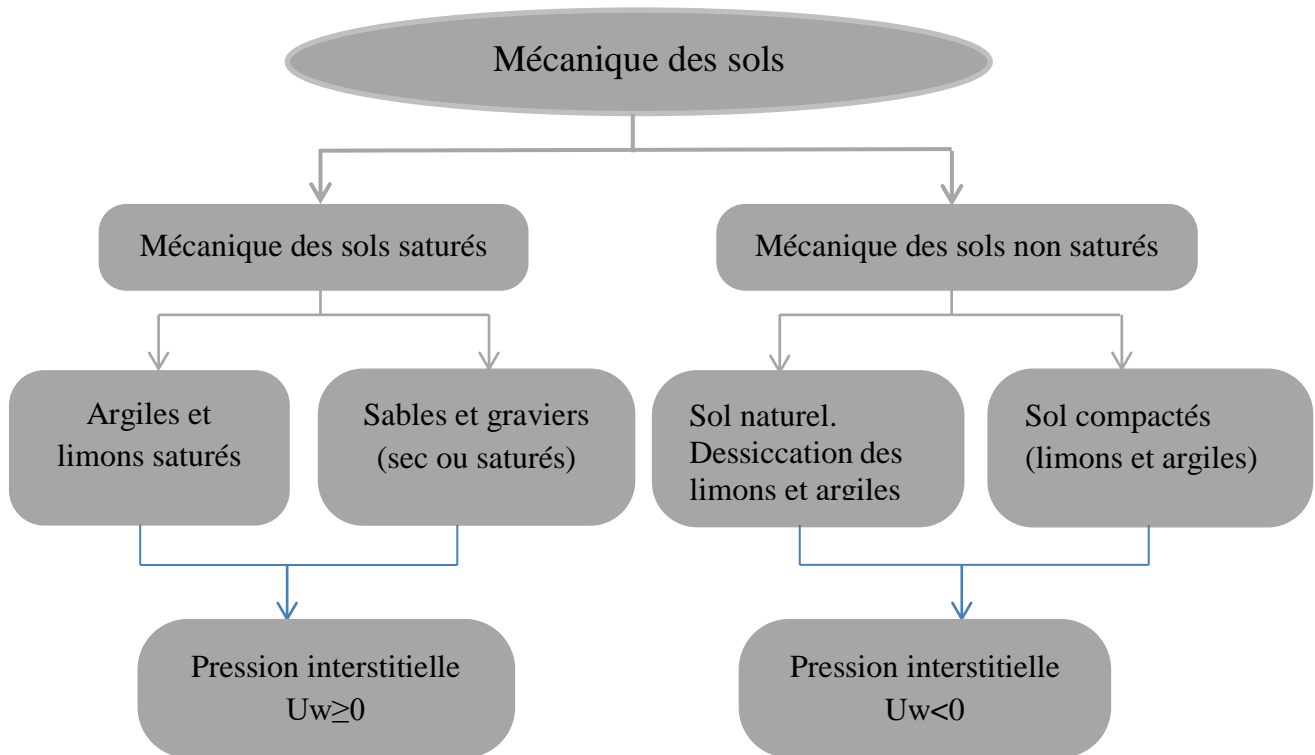 Mécanique des sols
Mécanique des sols saturés
Mécanique des sols non saturés
Argiles et
limons saturés
Sables et graviers
(sec ou saturés)
Sol naturel.
Dessiccation des
limons et argiles
Sol compactés
(limons et argiles)
Pression interstitielle
Uw≥0
Pression interstitielle
Uw<0